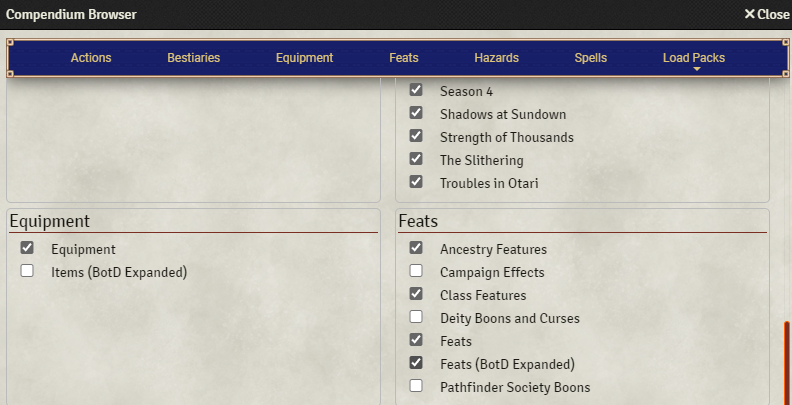 Compendium Browser
Close
Actions Bestiaries Equipment Feats Hazards Spells Load Packs
Season 4
Shadows at Sundown
Strength of Thousands
The Slithering
Troubles in Otari
Equipment
Equipment
Items (BotD Expanded)
Feats
Ancestry Features
Campaign Effects
Class Features
Deity Boons and Curses
Feats
Feats (BotD Expanded)
Pathfinder Society Boons